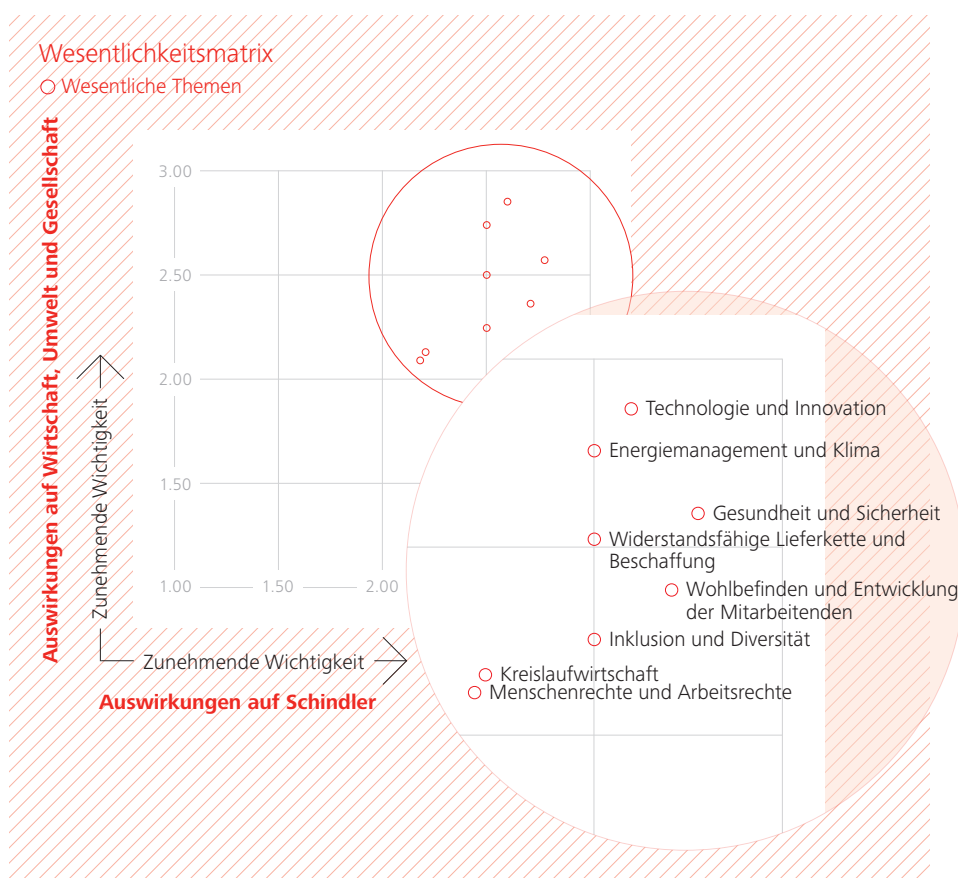 Wesentlichkeitsmatrix
Wesentliche Themen
Auswirkungen auf Wirtschaft, Umwelt und Gesellschaft
Zunehmende Wichtigkeit
3.00
2.50
2.00
1.50
1.00
1.50
2.00
Zunehmende Wichtigkeit
Auswirkungen auf Schindler
Technologie und Innovation
Energiemanagement und Klima
Gesundheit und Sicherheit
Widerstandsfähige Lieferkette und
Beschaffung
Wohlbefinden und Entwicklung
der Mitarbeitenden
Inklusion und Diversität
Kreislaufwirtschaft
Menschenrechte und Arbeitsrechte